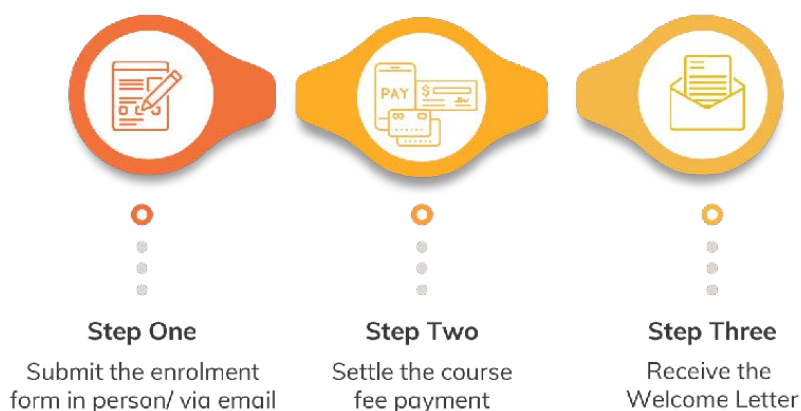 PAY
$
Step One
Submit the enrolment
form in person/ via email
Step Two
Settle the course
fee payment
Step Three
Receive the
Welcome Letter